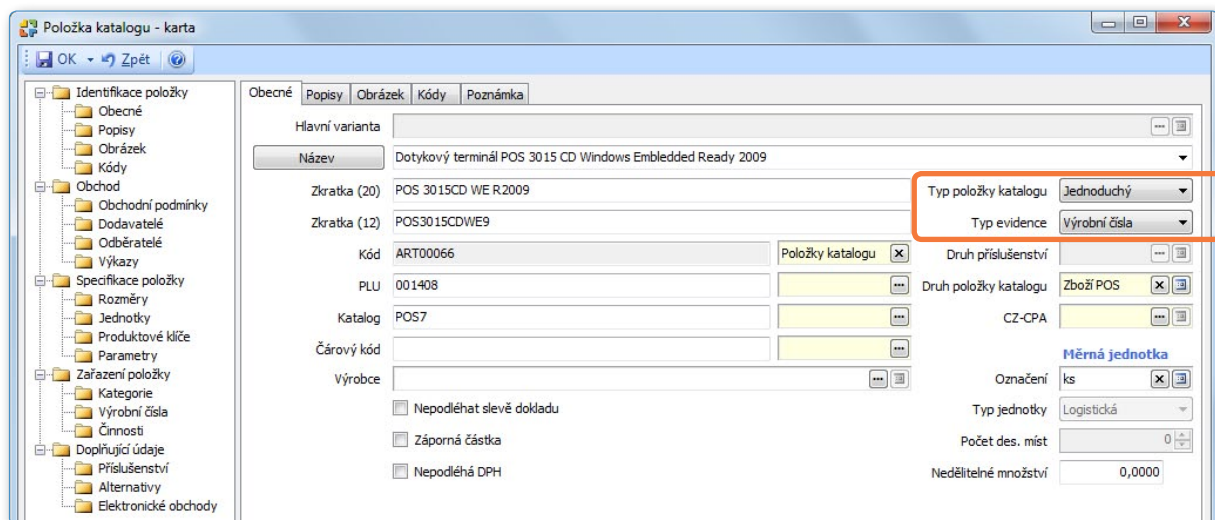 Položka katalogu - karta
OK Zpět
Identifikace položky
Obecné
Popisy
Obrázek
Kódy
Obchod
Obchodní podmínky
Dodavatelé
Odběratelé
Výkazy
Specifikace položky
Rozměry
Jednotky
Produktové klíče
Parametry
Zařazení položky
Kategorie
Výrobní čísla
Činnosti
Doplňující údaje
Příslušenství
Alternativy
Elektronické obchody
Obecné Popisy Obrázek Kódy Poznámka
Hlavní varianta
Název Dotykový terminál POS 3015 CD Windows Embledded Ready 2009
Zkratka (20) POS 3015CD WE R2009 Typ položky katalogu Jednoduchý
Zkratka (12) POS3015CDWE9 Typ evidence Výrobní čísla
Kód ART00066 Položky katalogu Druh příslušenství
PLU 001408 Druh položky katalogu Zboží POS
Katalog POS7 CZ-CPA
Čárový kód Měrná jednotka
Výrobce Označení ks
Nepodléhat slevě dokladu Typ jednotky Logistická
Záporná částka Počet des. míst 0
Nepodléhá DPH Nedělitelné množství 0,0000